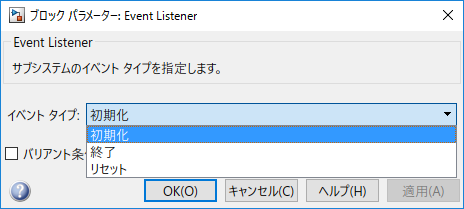 ブロック パラメーター: Event Listener
Event Listener
サブシステムのイベント タイプを指定します。
イベント タイプ: 初期化
初期化
終了
リセット
バリアント条
OK(O) キャンセル(C) ヘルプ(H) 適用(A)